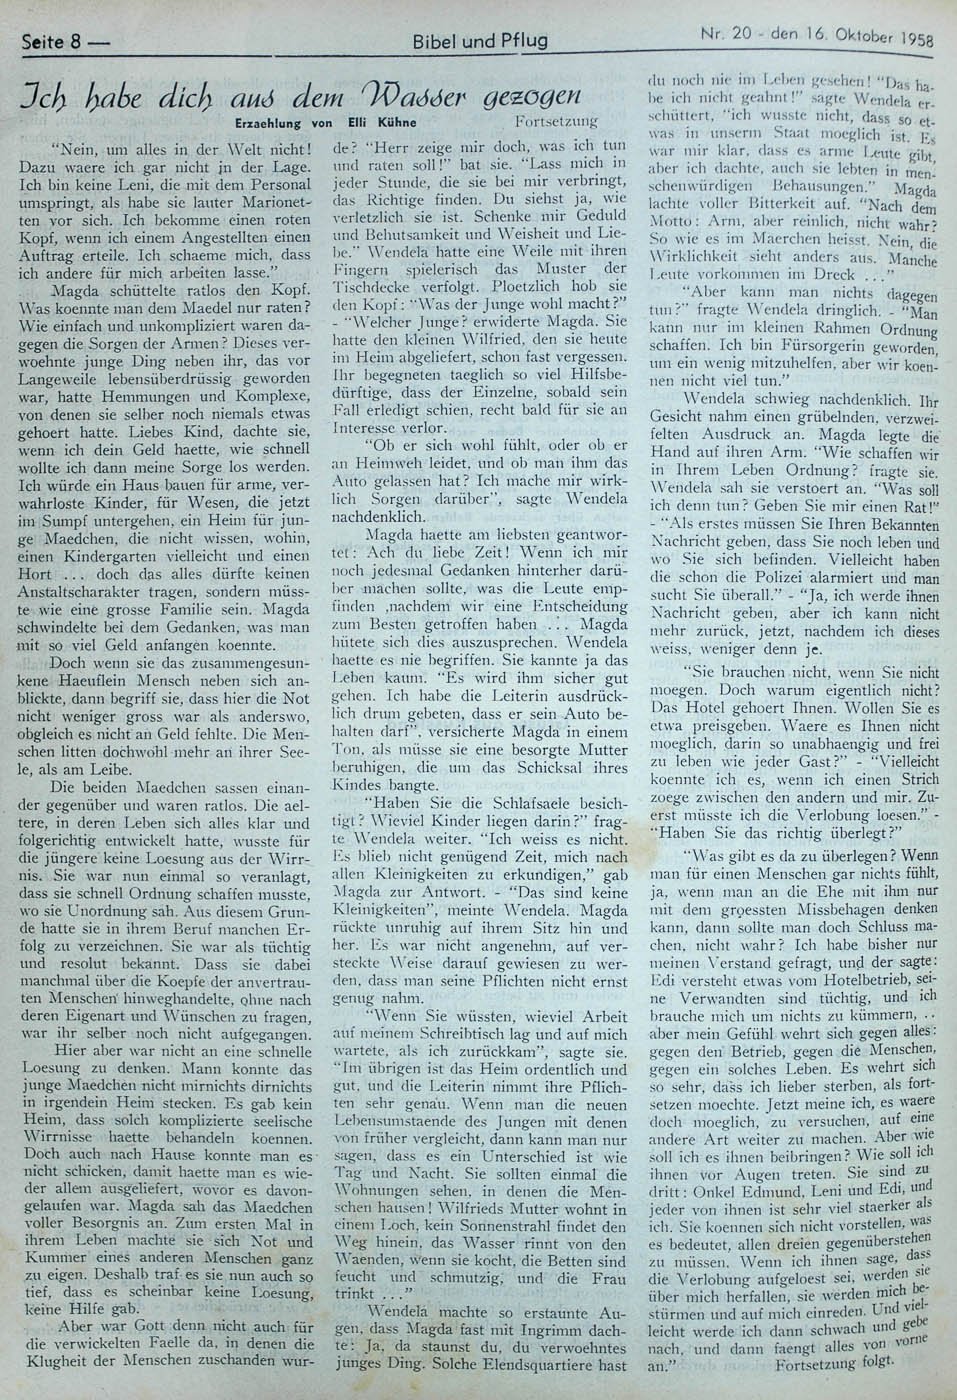 Seite 8 —
Bibel und Pflug
Nr. 20 - den 16. Oktober 1958
Ich habe dich aus dem Wasser gezogen
Erzaehlung von Elli Kühne
Fortsetzung
"Nein, um alles in der Welt nicht!
Dazu waere ich gar nicht in der Lage.
Ich bin keine Leni, die mit dem Personal
umspringt, als habe sie lauter Marionet-
ten vor sich. Ich bekomme einen roten
Kopf, wenn ich einem Angestellten einen
Auftrag erteile. Ich schaeme mich, dass
ich andere für mich arbeiten lasse."
Magda schüttelte ratlos den Kopf.
Was koennte man dem Maedel nur raten?
Wie einfach und unkompliziert waren da-
gegen die Sorgen der Armen? Dieses ver-
woehnte junge Ding neben ihr, das vor
Langeweile lebensüberdrüssig geworden
war, hatte Hemmungen und Komplexe,
von denen sie selber noch niemals etwas
gehoert hatte. Liebes Kind, dachte sie,
wenn ich dein Geld haette, wie schnell
wollte ich dann meine Sorge los werden.
Ich würde ein Haus bauen für arme, ver-
wahrloste Kinder, für Wesen, die jetzt
im Sumpf untergehen, ein Heim für jun-
ge Maedchen, die nicht wissen, wohin,
einen Kindergarten vielleicht und einen
Hort ... doch das alles dürfte keinen
Anstaltscharakter tragen, sondern müss-
te wie eine grosse Familie sein. Magda
schwindelte bei dem Gedanken, was man
mit so viel Geld anfangen koennte.
Doch wenn sie das zusammengesun-
kene Haeuflein Mensch neben sich an-
blickte, dann begriff sie, dass hier die Not
nicht weniger gross war als anderswo,
obgleich es nicht an Geld fehlte. Die Men-
schen litten dochwohl mehr an ihrer See-
le, als am Leibe.
Die beiden Maedchen sassen einan-
der gegenüber und waren ratlos. Die ael-
tere, in deren Leben sich alles klar und
folgerichtig entwickelt hatte, wusste für
die jüngere keine Loesung aus der Wirr-
nis. Sie war nun einmal so veranlagt,
dass sie schnell Ordnung schaffen musste,
wo sie Unordnung sah. Aus diesem Grun-
de hatte sie in ihrem Beruf manchen Er-
folg zu verzeichnen. Sie war als tüchtig
und resolut bekannt. Dass sie dabei
manchmal über die Koepfe der anvertrau-
ten Menschen hinweghandelte, ohne nach
deren Eigenart und Wünschen zu fragen,
war ihr selber noch nicht aufgegangen.
Hier aber war nicht an eine schnelle
Loesung zu denken. Mann konnte das
junge Maedchen nicht mirnichts dirnichts
in irgendein Heim stecken. Es gab kein
Heim, dass solch komplizierte seelische
Wirrnisse haette behandeln koennen.
Doch auch nach Hause konnte man es
nicht schicken, damit haette man es wie-
der allem ausgeliefert, wovor es davon-
gelaufen war. Magda sah das Maedchen
voller Besorgnis an. Zum ersten Mal in
ihrem Leben machte sie sich Not und
Kummer eines anderen Menschen ganz
zu eigen. Deshalb traf es sie nun auch so
tief, dass es scheinbar keine Loesung,
keine Hilfe gab.
Aber war Gott denn nicht auch für
die verwickelten Faelle da, in denen die
Klugheit der Menschen zuschanden wur-
de? "Herr zeige mir doch, was ich tun
und raten soll!" bat sie. "Lass mich in
jeder Stunde, die sie bei mir verbringt,
das Richtige finden. Du siehst ja, wie
verletzlich sie ist. Schenke mir Geduld
und Behutsamkeit und Weisheit und Lie-
be." Wendela hatte eine Weile mit ihren
Fingern spielerisch das Muster der
Tischdecke verfolgt. Ploetzlich hob sie
den Kopf: "Was der Junge wohl macht?"
- "Welcher Junge? erwiderte Magda. Sie
hatte den kleinen Wilfried, den sie heute
im Heim abgeliefert, schon fast vergessen.
Ihr begegneten taeglich so viel Hilfsbe-
dürftige, dass der Einzelne, sobald sein
Fall erledigt schien, recht bald für sie an
Interesse verlor.
"Ob er sich wohl fühlt, oder ob er
an Heimweh leidet, und ob man ihm das
Auto gelassen hat? Ich mache mir wirk-
lich Sorgen darüber", sagte Wendela
nachdenklich.
Magda haette am liebsten geantwor-
tet: Ach du liebe Zeit! Wenn ich mir
noch jedesmal Gedanken hinterher darü-
ber machen sollte, was die Leute emp-
finden ,nachdem wir eine Entscheidung
zum Besten getroffen haben ... Magda
hütete sich dies auszusprechen. Wendela
haette es nie begriffen. Sie kannte ja das
Leben kaum. "Es wird ihm sicher gut
gehen. Ich habe die Leiterin ausdrück-
lich drum gebeten, dass er sein Auto be-
halten darf", versicherte Magda in einem
Ton, als müsse sie eine besorgte Mutter
beruhigen, die um das Schicksal ihres
Kindes bangte.
"Haben Sie die Schlafsaele besich-
tigt? Wieviel Kinder liegen darin?" frag-
te Wendela weiter. "Ich weiss es nicht.
Es blieb nicht genügend Zeit, mich nach
allen Kleinigkeiten zu erkundigen," gab
Magda zur Antwort. - "Das sind keine
Kleinigkeiten", meinte Wendela. Magda
rückte unruhig auf ihrem Sitz hin und
her. Es war nicht angenehm, auf ver-
steckte Weise darauf gewiesen zu wer-
den, dass man seine Pflichten nicht ernst
genug nahm.
"Wenn Sie wüssten, wieviel Arbeit
auf meinem Schreibtisch lag und auf mich
wartete, als ich zurückkam", sagte sie.
"Im übrigen ist das Heim ordentlich und
gut, und die Leiterin nimmt ihre Pflich-
ten sehr genau. Wenn man die neuen
Lebensumstaende des Jungen mit denen
von früher vergleicht, dann kann man nur
sagen, dass es ein Unterschied ist wie
Tag und Nacht. Sie sollten einmal die
Wohnungen sehen, in denen die Men-
schen hausen! Wilfrieds Mutter wohnt in
einem Loch, kein Sonnenstrahl findet den
Weg hinein, das Wasser rinnt von den
Waenden, wenn sie kocht, die Betten sind
feucht und schmutzig, und die Frau
trinkt ..."
Wendela machte so erstaunte Au-
gen, dass Magda fast mit Ingrimm dach-
te: Ja, da staunst du, du verwoehntes
junges Ding. Solche Elendsquartiere hast
du noch nie im Leben gesehen! "Das ha-
be ich nicht geahnt!" sagte Wendela er-
schüttert, "ich wusste nicht, dass so et-
was in unserm Staat moeglich ist. Es
war mir klar, dass es arme Leute gibt,
aber ich dachte, auch sie lebten in men-
schenwürdigen Behausungen." Magda
lachte voller Bitterkeit auf. "Nach dem
Motto: Arm, aber reinlich, nicht wahr?
So wie es im Maerchen heisst. Nein, die
Wirklichkeit sieht anders aus. Manche
Leute vorkommen im Dreck ..."
"Aber kann man nichts dagegen
tun?" fragte Wendela dringlich. - "Man
kann nur im kleinen Rahmen Ordnung
schaffen. Ich bin Fürsorgerin geworden,
um ein wenig mitzuhelfen, aber wir koen-
nen nicht viel tun."
Wendela schwieg nachdenklich. Ihr
Gesicht nahm einen grübelnden, verzwei-
felten Ausdruck an. Magda legte die
Hand auf ihren Arm. "Wie schaffen wir
in Ihrem Leben Ordnung? fragte sie.
Wendela sah sie verstoert an. "Was soll
ich denn tun? Geben Sie mir einen Rat!"
- "Als erstes müssen Sie Ihren Bekannten
Nachricht geben, dass Sie noch leben und
wo Sie sich befinden. Vielleicht haben
die schon die Polizei alarmiert und man
sucht Sie überall." - "Ja, ich werde ihnen
Nachricht geben, aber ich kann nicht
mehr zurück, jetzt, nachdem ich dieses
weiss, weniger denn je.
"Sie brauchen nicht, wenn Sie nicht
moegen. Doch warum eigentlich nicht?
Das Hotel gehoert Ihnen. Wollen Sie es
etwa preisgeben. Waere es Ihnen nicht
moeglich, darin so unabhaengig und frei
zu leben wie jeder Gast?" - "Vielleicht
koennte ich es, wenn ich einen Strich
zoege zwischen den andern und mir. Zu-
erst müsste ich die Verlobung loesen." -
"Haben Sie das richtig überlegt?"
"Was gibt es da zu überlegen? Wenn
man für einen Menschen gar nichts fühlt,
ja, wenn man an die Ehe mit ihm nur
mit dem groessten Missbehagen denken
kann, dann sollte man doch Schluss ma-
chen, nicht wahr? Ich habe bisher nur
meinen Verstand gefragt, und der sagte:
Edi versteht etwas vom Hotelbetrieb, sei-
ne Verwandten sind tüchtig, und ich
brauche mich um nichts zu kümmern, ..
aber mein Gefühl wehrt sich gegen alles:
gegen den Betrieb, gegen die Menschen,
gegen ein solches Leben. Es wehrt sich
so sehr, dass ich lieber sterben, als fort-
setzen moechte. Jetzt meine ich, es waere
doch moeglich, zu versuchen, auf eine
andere Art weiter zu machen. Aber wie
soll ich es ihnen beibringen? Wie soll ich
ihnen vor Augen treten. Sie sind zu
dritt: Onkel Edmund, Leni und Edi, und
jeder von ihnen ist sehr viel staerker als
ich. Sie koennen sich nicht vorstellen, was
es bedeutet, allen dreien gegenüberstehen
zu müssen. Wenn ich ihnen sage, dass
die Verlobung aufgeloest sei, werden sie
über mich herfallen, sie werden mich be-
stürmen und auf mich einreden. Und viel-
leicht werde ich dann schwach und gebe
nach, und dann faengt alles von vorne
an." Fortsetzung folgt.